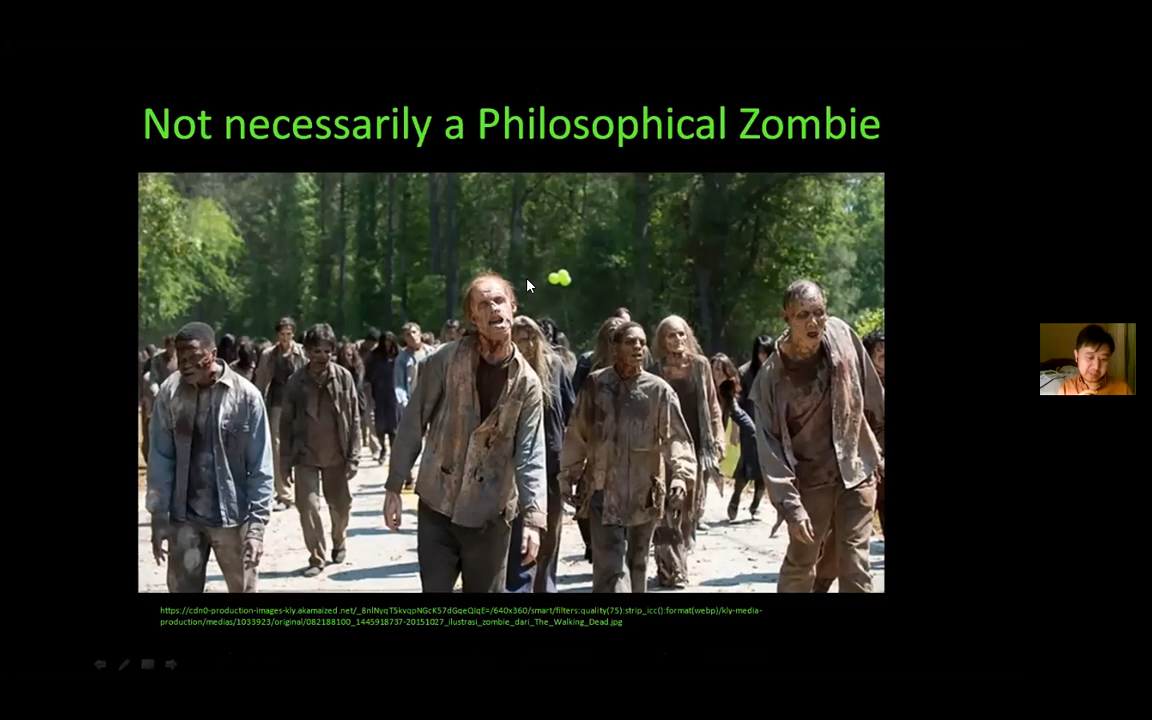 Not necessarily a Philosophical Zombie
https://cdn0-production-images-kly.akamaized.net/_8nlNyqT5kvqpNGcK57dGqeQlqE=/640x360/smart/filters:quality(75):strip_icc():format(webp)/kly-media-
production/medias/1033923/original/082188100_1445918737-20151027_ilustrasi_zombie_dari_The_Walking_Dead.jpg